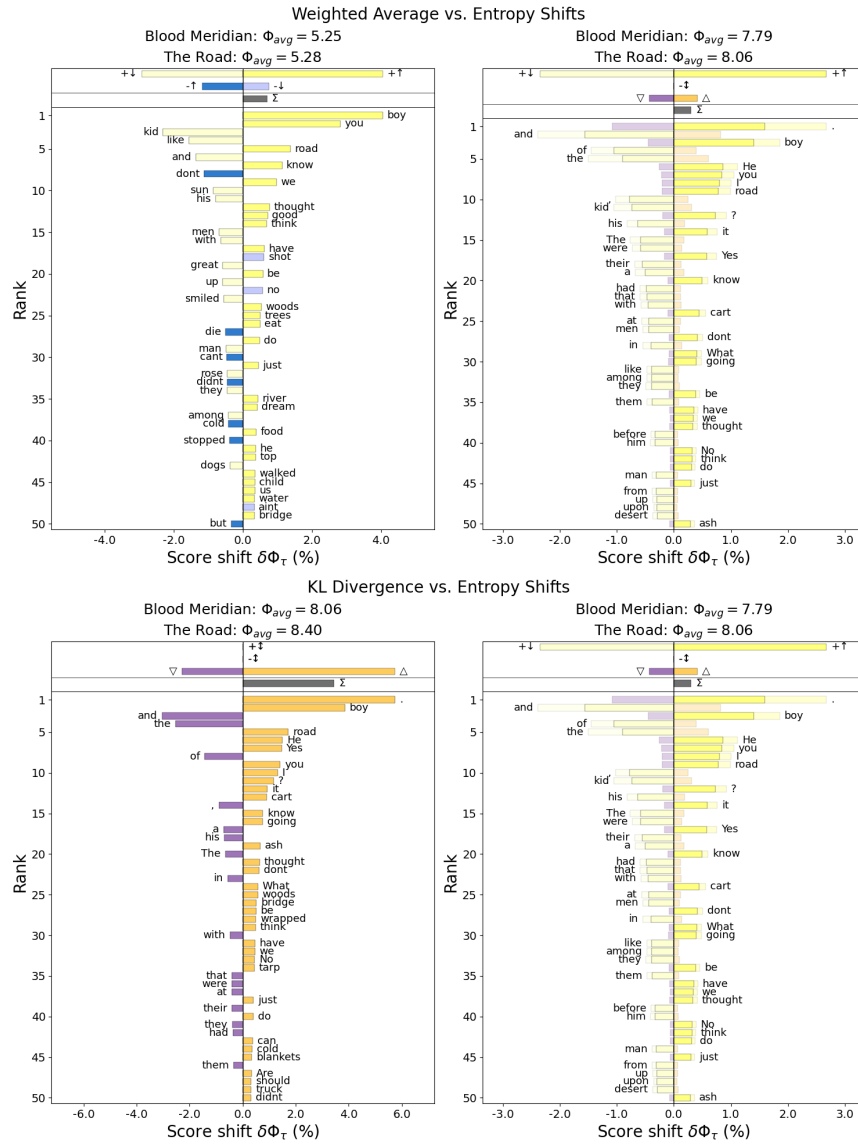 Weighted Average vs. Entropy Shifts
Blood Meridian: Φavg = 5.25
The Road: Φavg = 5.28
+↓
+↑
-↑
-↓
Σ
1
boy
you
kid
like
5
road
and
know
dont
we
10
sun
his
thought
good
think
15
men
with
have
shot
great
20
be
up
no
smiled
woods
25
trees
eat
die
do
man
30
cant
just
rose
didnt
they
35
river
dream
among
cold
food
40
stopped
he
top
dogs
walked
45
child
us
water
aint
bridge
50
but
Rank
-4.0 -2.0 0.0 2.0 4.0
Score shift δΦτ (%)
Blood Meridian: Φavg = 7.79
The Road: Φavg = 8.06
+↓
+↑
-↕
▽
△
Σ
1
.
and
boy
of
5
the
He
you
I
road
10
,
kid
?
his
it
15
The
were
Yes
their
a
20
know
had
that
with
cart
25
at
men
dont
in
What
30
going
like
among
they
be
35
them
have
we
thought
before
40
him
No
think
do
man
45
just
from
up
upon
desert
50
ash
Rank
-3.0 -2.0 -1.0 0.0 1.0 2.0 3.0
Score shift δΦτ (%)
KL Divergence vs. Entropy Shifts
Blood Meridian: Φavg = 8.06
The Road: Φavg = 8.40
+↕
-↕
▽
△
Σ
1
.
boy
and
the
5
road
He
Yes
of
you
10
I
?
it
cart
,
15
know
going
a
his
ash
20
The
thought
dont
in
What
25
woods
bridge
be
wrapped
think
30
with
have
we
No
tarp
35
that
were
at
just
their
40
do
they
had
can
cold
45
blankets
them
Are
should
truck
50
didnt
Rank
-6.0 -4.0 -2.0 0.0 2.0 4.0 6.0
Score shift δΦτ (%)
Blood Meridian: Φavg = 7.79
The Road: Φavg = 8.06
+↓
+↑
-↕
▽
△
Σ
1
.
and
boy
of
5
the
He
you
I
road
10
,
kid
?
his
it
15
The
were
Yes
their
a
20
know
had
that
with
cart
25
at
men
dont
in
What
30
going
like
among
they
be
35
them
have
we
thought
before
40
him
No
think
do
man
45
just
from
up
upon
desert
50
ash
Rank
-3.0 -2.0 -1.0 0.0 1.0 2.0 3.0
Score shift δΦτ (%)